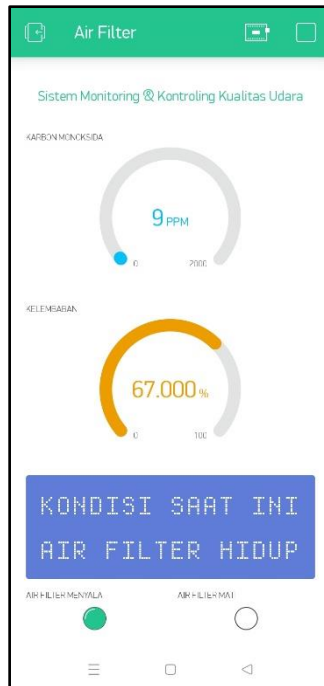 Air Filter
Sistem Monitoring & Kontroling Kualitas Udara
KARBON MONOKSIDA
9 PPM
0 2000
KELEMBABAN
67.000 %
0 100
KONDISI SAAT INI
AIR FILTER HIDUP
AIR FILTER MENYALA AIR FILTER MATI